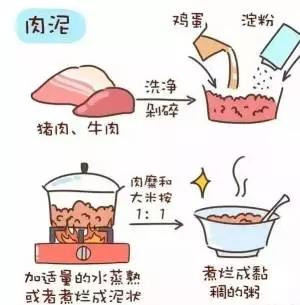 肉泥
鸡蛋
淀粉
洗净
剁碎
猪肉、牛肉
肉糜和
大米按
1：1
加适量的水蒸熟
或者煮烂成泥状
煮烂成黏
稠的粥